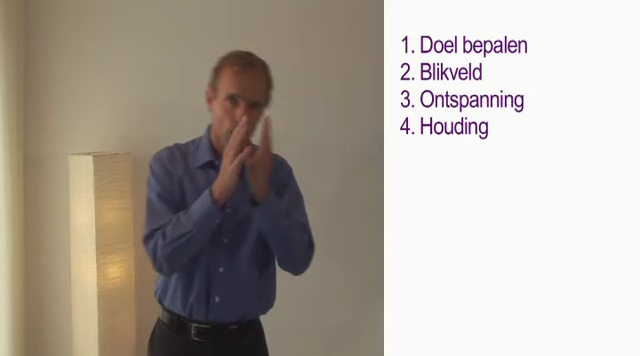 1. Doel bepalen
2. Blikveld
3. Ontspanning
4. Houding